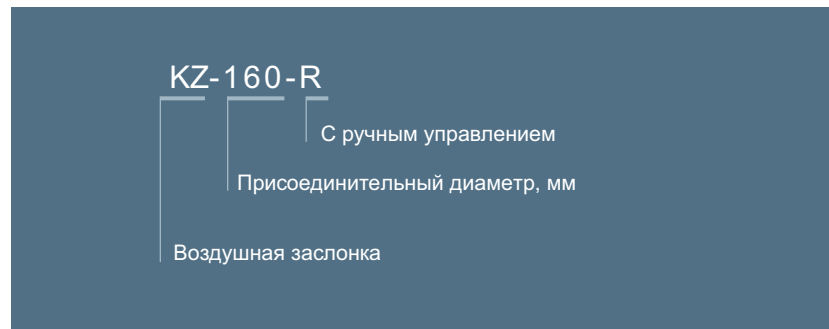 KZ-160-R
С ручным управлением
Присоединительный диаметр, мм
Воздушная заслонка